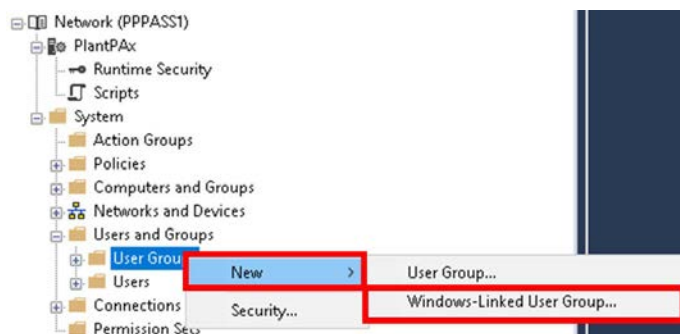 Network (PPPASS1)
PlantPAx
Runtime Security
Scripts
System
Action Groups
Policies
Computers and Groups
Networks and Devices
Users and Groups
User Grou
New > User Group...
Users
Security... Windows-Linked User Group...
Connections
Permission Sets